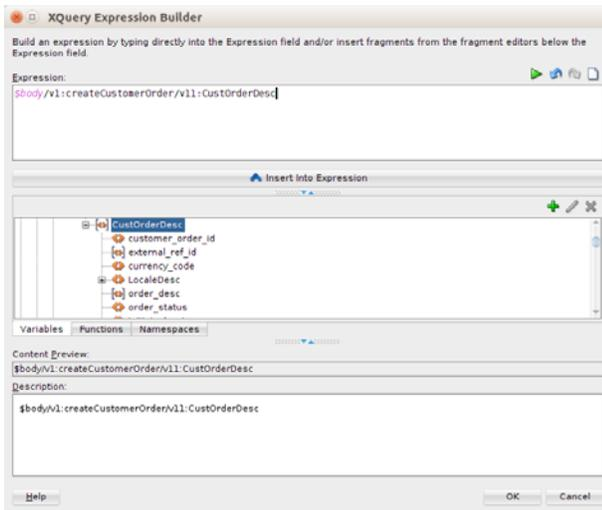 XQuery Expression Builder
Build an expression by typing directly into the Expression field and/or insert fragments from the fragment editors below the
Expression field.
Expression:
$body/v1:createCustomerOrder/v11:CustOrderDesc
Insert Into Expression
CustOrderDesc
customer_order_id
external_ref_id
currency_code
LocaleDesc
order_desc
order_status
Variables Functions Namespaces
Content Preview:
$body/v1:createCustomerOrder/v11:CustOrderDesc
Description:
$body/v1:createCustomerOrder/v11:CustOrderDesc
Help OK Cancel